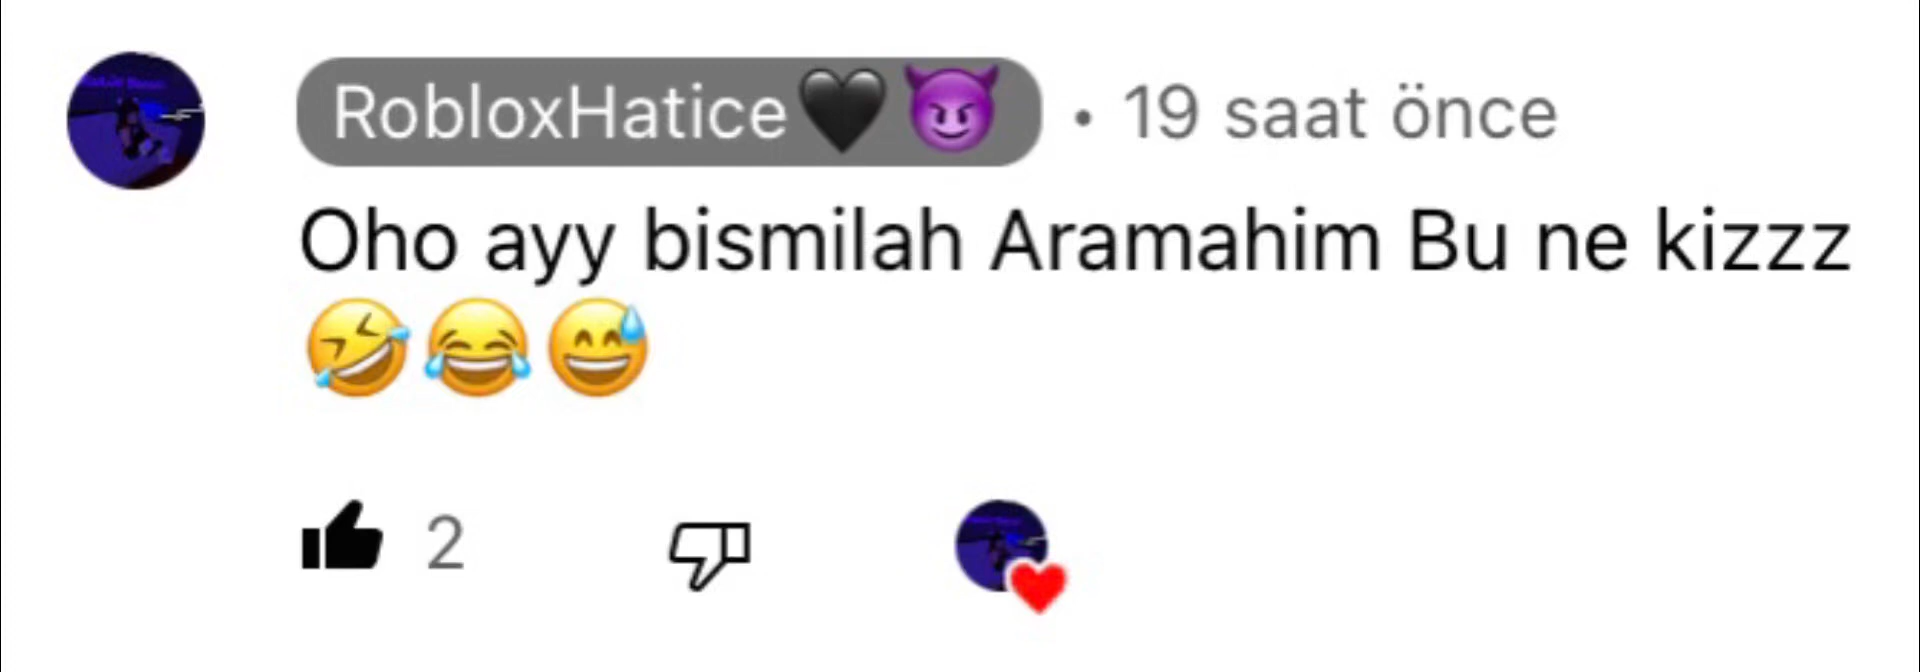 RobloxHatice🖤😈 • 19 saat önce
Oho ayy bismilah Aramahim Bu ne kizzz
🤣😂😅
2